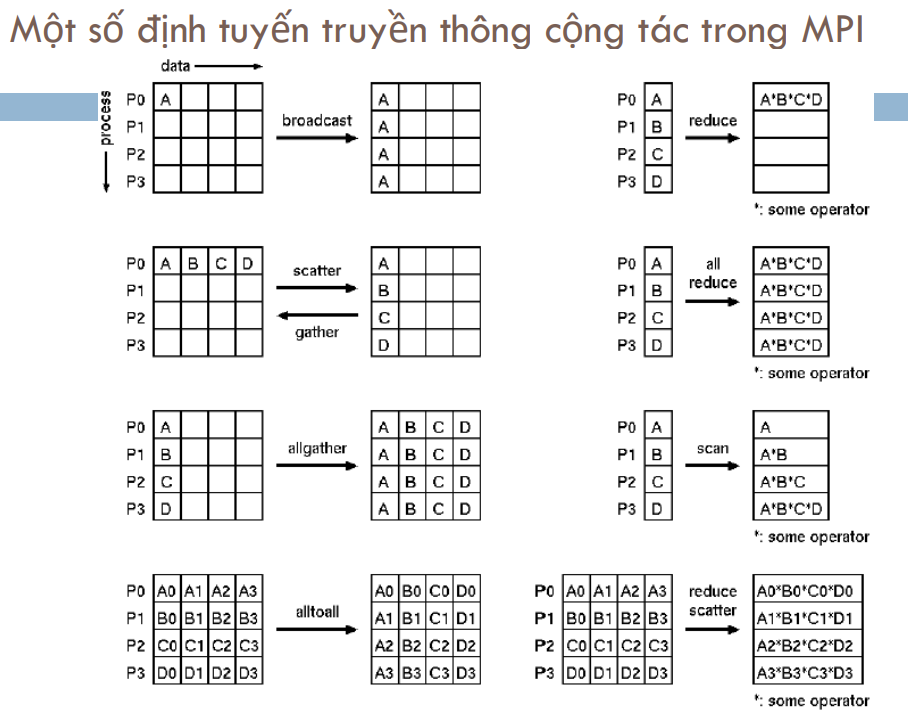 Một số định tuyến truyền thông cộng tác trong MPI
data
process
P0 A
P1
P2
P3
broadcast
A
A
A
A
P0 A
P1 B
P2 C
P3 D
reduce
A*B*C*D
*: some operator
P0 A B C D
P1
P2
P3
scatter
gather
A
B
C
D
P0 A
P1 B
P2 C
P3 D
all
reduce
A*B*C*D
A*B*C*D
A*B*C*D
A*B*C*D
*: some operator
P0 A
P1 B
P2 C
P3 D
allgather
A B C D
A B C D
A B C D
A B C D
P0 A
P1 B
P2 C
P3 D
scan
A
A*B
A*B*C
A*B*C*D
*: some operator
P0 A0 A1 A2 A3
P1 B0 B1 B2 B3
P2 C0 C1 C2 C3
P3 D0 D1 D2 D3
alltoall
A0 B0 C0 D0
A1 B1 C1 D1
A2 B2 C2 D2
A3 B3 C3 D3
P0 A0 A1 A2 A3
P1 B0 B1 B2 B3
P2 C0 C1 C2 C3
P3 D0 D1 D2 D3
reduce
scatter
A0*B0*C0*D0
A1*B1*C1*D1
A2*B2*C2*D2
A3*B3*C3*D3
*: some operator